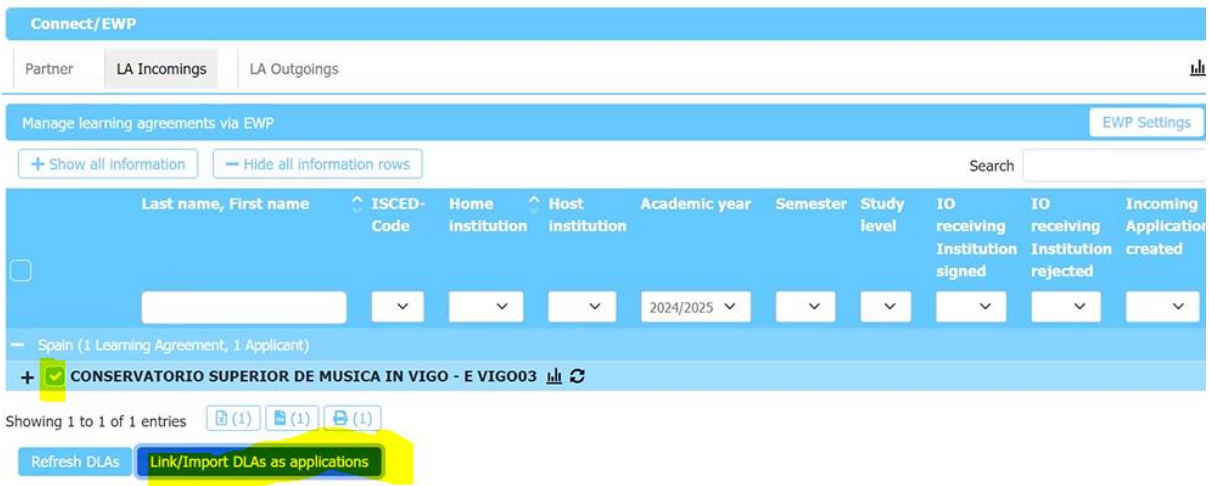 Connect/EWP
Partner LA Incomings LA Outgoings
Manage learning agreements via EWP EWP Settings
+ Show all information − Hide all information rows Search
Last name, First name ISCED-Code Home institution Host institution Academic year Semester Study level IO receiving Institution signed IO receiving Institution rejected Incoming Application created
2024/2025
− Spain (1 Learning Agreement, 1 Applicant)
+ CONSERVATORIO SUPERIOR DE MUSICA IN VIGO - E VIGO03
Showing 1 to 1 of 1 entries (1) (1) (1)
Refresh DLAs Link/Import DLAs as applications